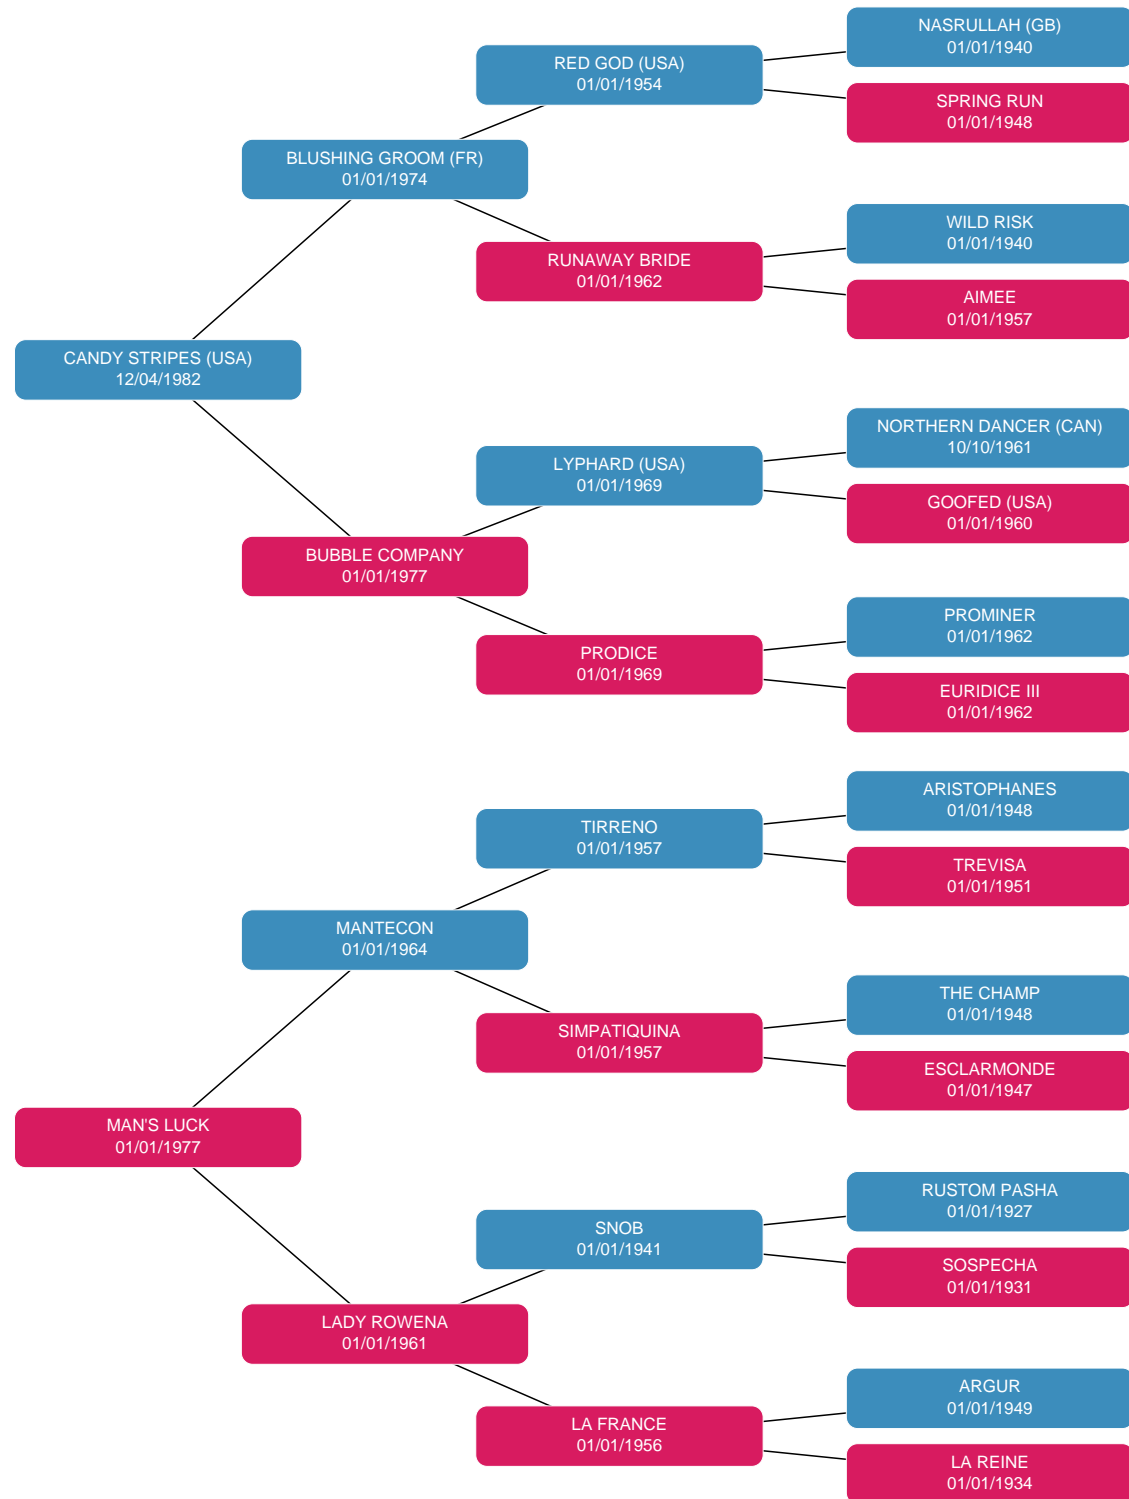 NASRULLAH (GB)
01/01/1940
RED GOD (USA)
01/01/1954
SPRING RUN
01/01/1948
BLUSHING GROOM (FR)
01/01/1974
WILD RISK
01/01/1940
RUNAWAY BRIDE
01/01/1962
AIMEE
01/01/1957
CANDY STRIPES (USA)
12/04/1982
NORTHERN DANCER (CAN)
10/10/1961
LYPHARD (USA)
01/01/1969
GOOFED (USA)
01/01/1960
BUBBLE COMPANY
01/01/1977
PROMINER
01/01/1962
PRODICE
01/01/1969
EURIDICE III
01/01/1962
ARISTOPHANES
01/01/1948
TIRRENO
01/01/1957
TREVISA
01/01/1951
MANTECON
01/01/1964
THE CHAMP
01/01/1948
SIMPATIQUINA
01/01/1957
ESCLARMONDE
01/01/1947
MAN'S LUCK
01/01/1977
RUSTOM PASHA
01/01/1927
SNOB
01/01/1941
SOSPECHA
01/01/1931
LADY ROWENA
01/01/1961
ARGUR
01/01/1949
LA FRANCE
01/01/1956
LA REINE
01/01/1934